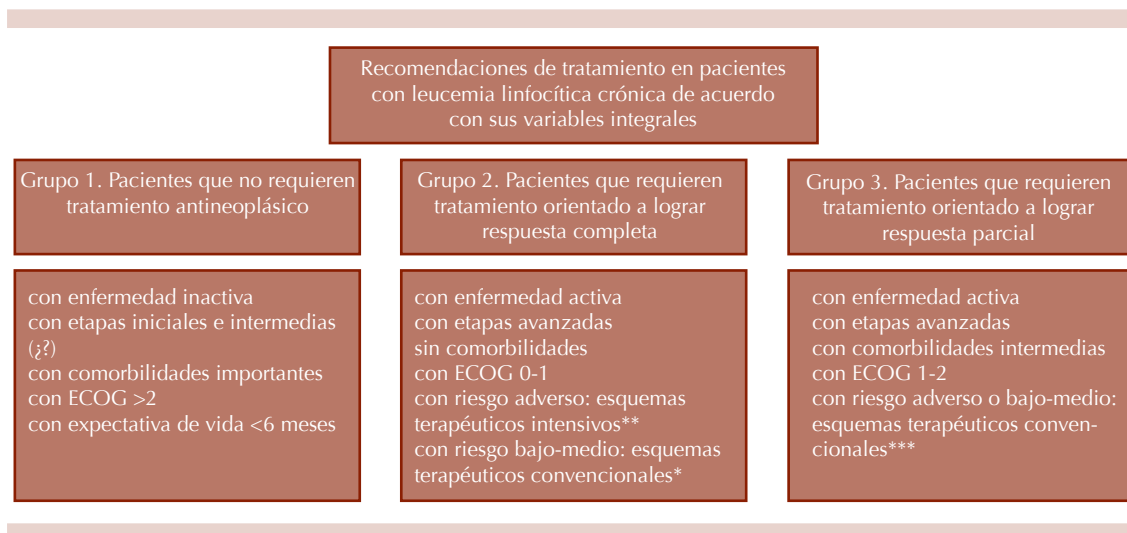 Recomendaciones de tratamiento en pacientes
con leucemia linfocítica crónica de acuerdo
con sus variables integrales
Grupo 1. Pacientes que no requieren
tratamiento antineoplásico
con enfermedad inactiva
con etapas iniciales e intermedias
(¿?)
con comorbilidades importantes
con ECOG >2
con expectativa de vida <6 meses
Grupo 2. Pacientes que requieren
tratamiento orientado a lograr
respuesta completa
con enfermedad activa
con etapas avanzadas
sin comorbilidades
con ECOG 0-1
con riesgo adverso: esquemas
terapéuticos intensivos**
con riesgo bajo-medio: esquemas
terapéuticos convencionales*
Grupo 3. Pacientes que requieren
tratamiento orientado a lograr
respuesta parcial
con enfermedad activa
con etapas avanzadas
con comorbilidades intermedias
con ECOG 1-2
con riesgo adverso o bajo-medio:
esquemas terapéuticos conven-
cionales***